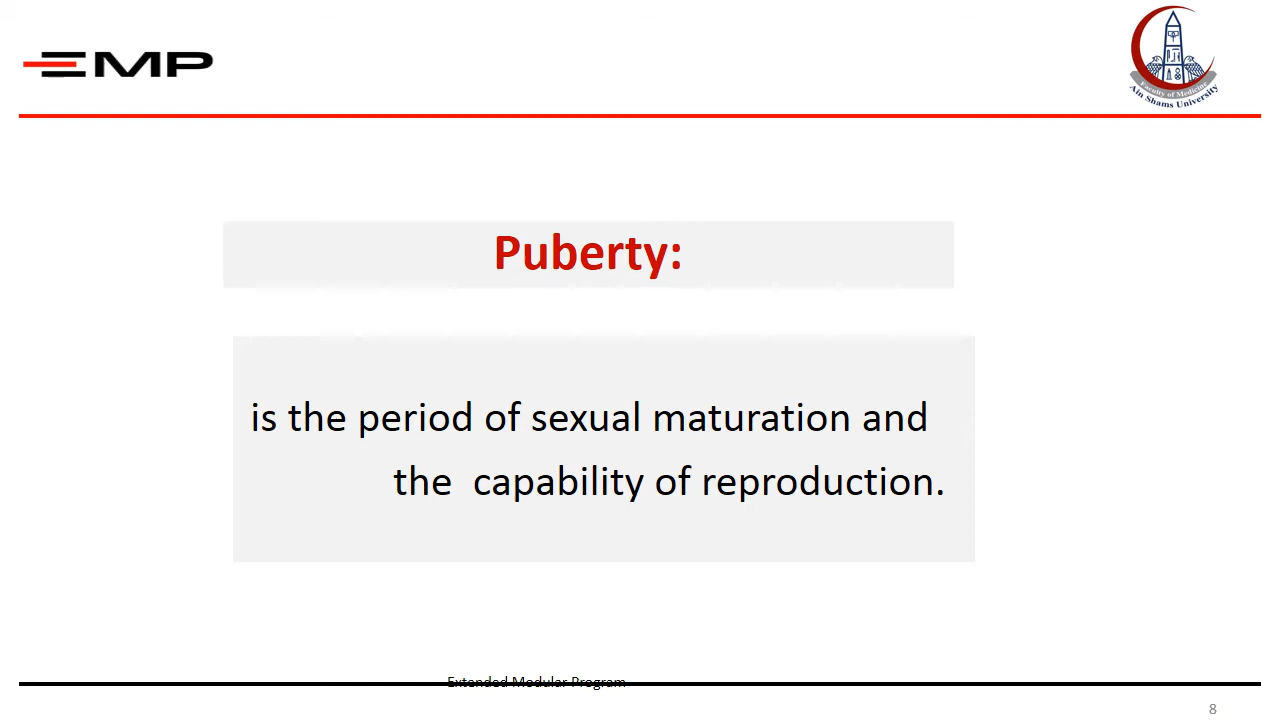 EMP
Faculty of Medicine
Ain Shams University
Puberty:
is the period of sexual maturation and
the capability of reproduction.
Extended Modular Program
8